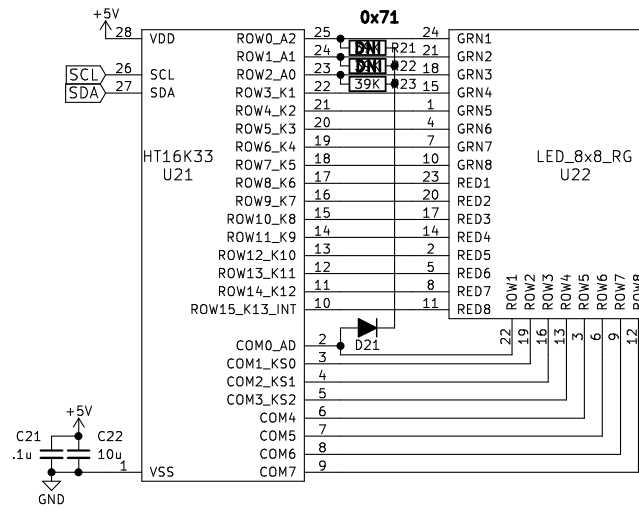 0x71
+5V
28 VDD
26 SCL
27 SDA
SCL
SDA
HT16K33
U21
ROW0_A2 25
ROW1_A1 24
ROW2_A0 23
ROW3_K1 22
ROW4_K2 21
ROW5_K3 20
ROW6_K4 19
ROW7_K5 18
ROW8_K6 17
ROW9_K7 16
ROW10_K8 15
ROW11_K9 14
ROW12_K10 13
ROW13_K11 12
ROW14_K12 11
ROW15_K13_INT 10
COM0_AD 2
COM1_KS0 3
COM2_KS1 4
COM3_KS2 5
COM4 6
COM5 7
COM6 8
COM7 9
DNI R21
DNI R22
39K R23
D21
24 GRN1
21 GRN2
18 GRN3
15 GRN4
1 GRN5
4 GRN6
7 GRN7
10 GRN8
23 RED1
20 RED2
17 RED3
14 RED4
2 RED5
5 RED6
8 RED7
11 RED8
LED_8x8_RG
U22
ROW1 22
ROW2 19
ROW3 16
ROW4 13
ROW5 3
ROW6 6
ROW7 9
ROW8 12
+5V
C21
.1u
C22
10u
1 VSS
GND